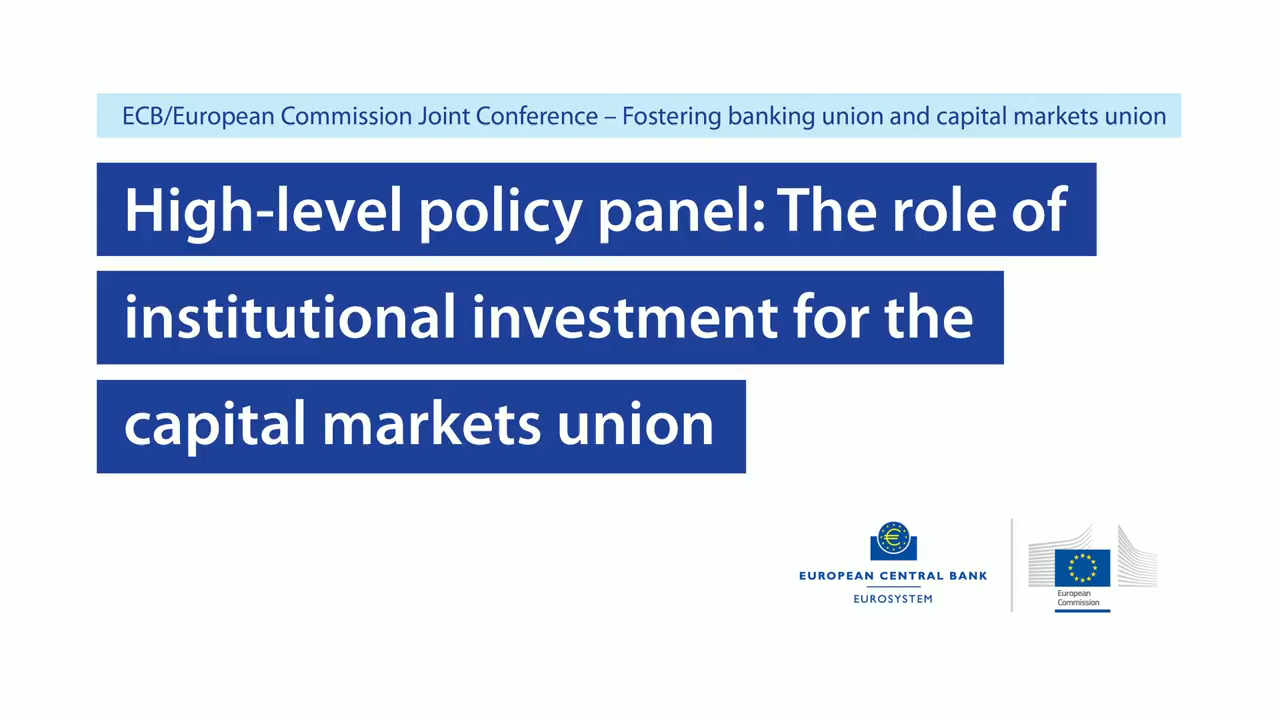 ECB/European Commission Joint Conference – Fostering banking union and capital markets union
High-level policy panel: The role of
institutional investment for the
capital markets union
EUROPEAN CENTRAL BANK
EUROSYSTEM
European
Commission